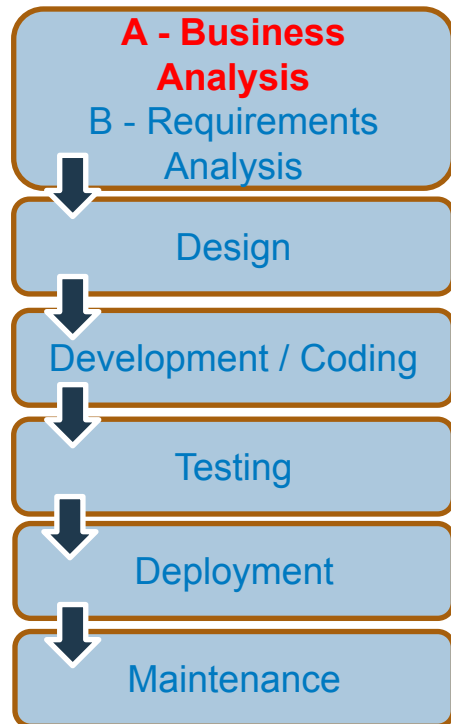 A - Business
Analysis
B - Requirements
Analysis
Design
Development / Coding
Testing
Deployment
Maintenance